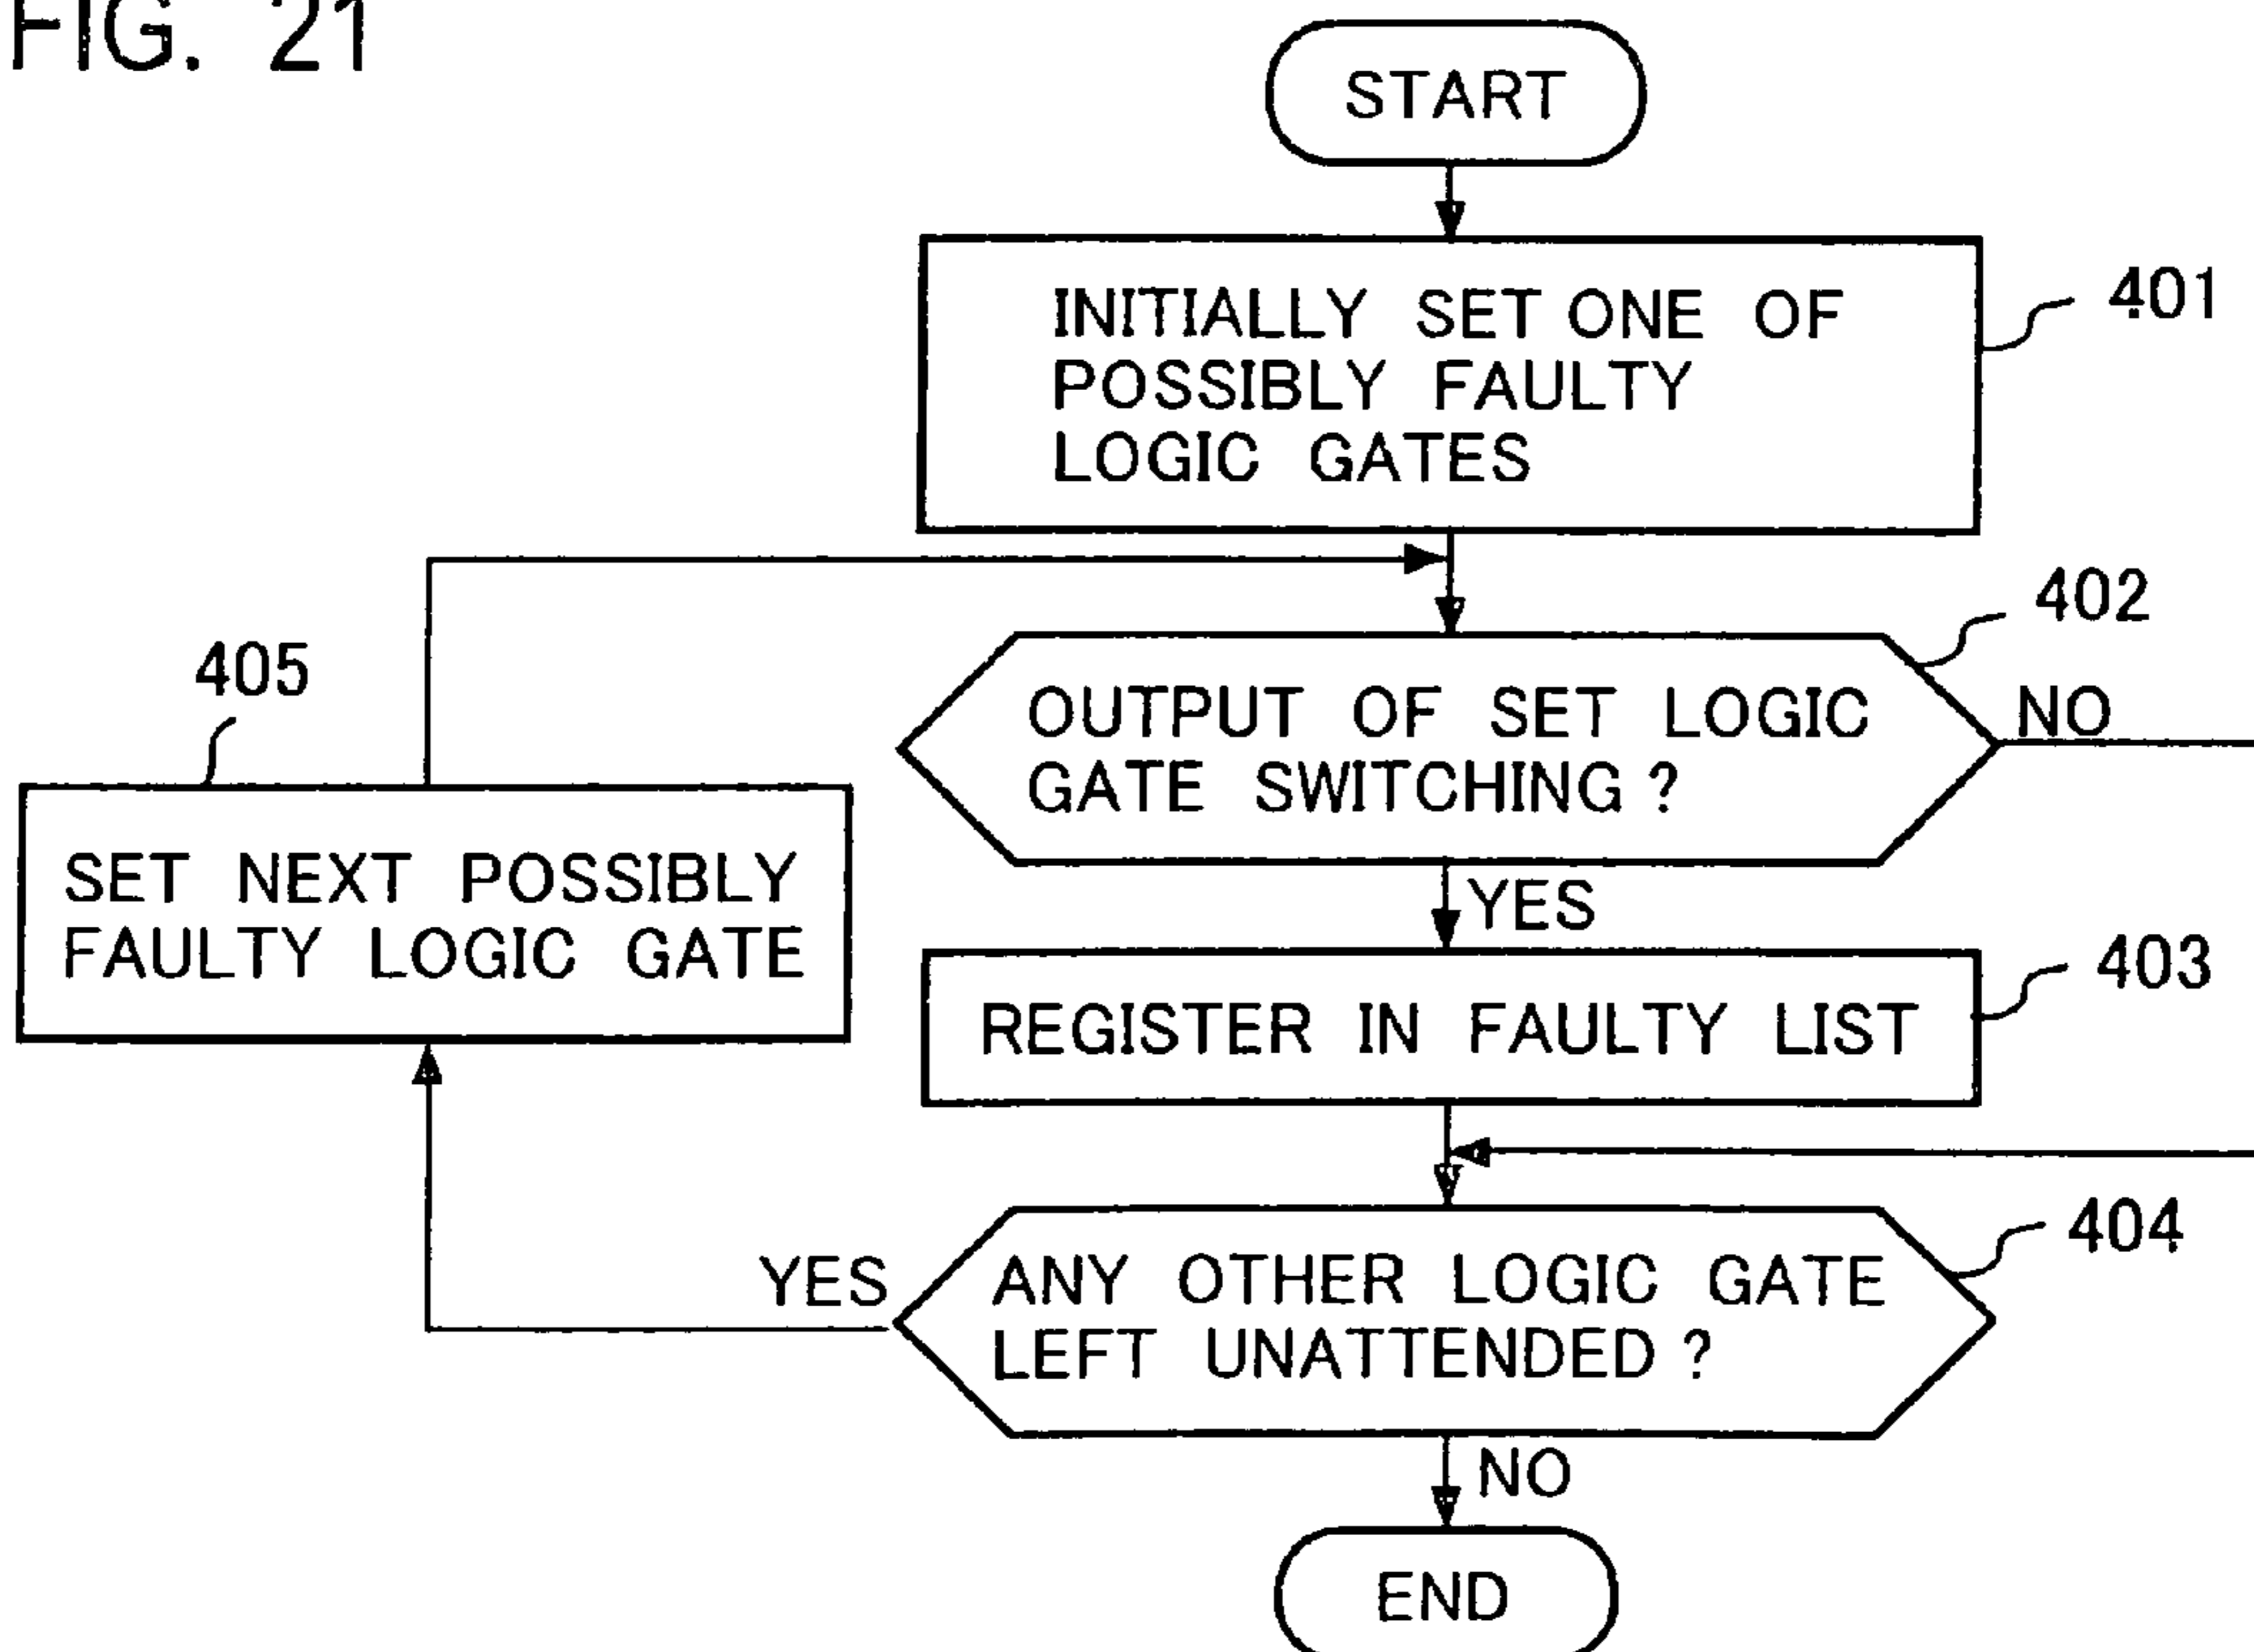 FIG. 21
START
INITIALLY SET ONE OF
POSSIBLY FAULTY
LOGIC GATES
401
402
OUTPUT OF SET LOGIC
GATE SWITCHING ?
NO
YES
405
SET NEXT POSSIBLY
FAULTY LOGIC GATE
REGISTER IN FAULTY LIST
403
404
ANY OTHER LOGIC GATE
LEFT UNATTENDED ?
YES
NO
END